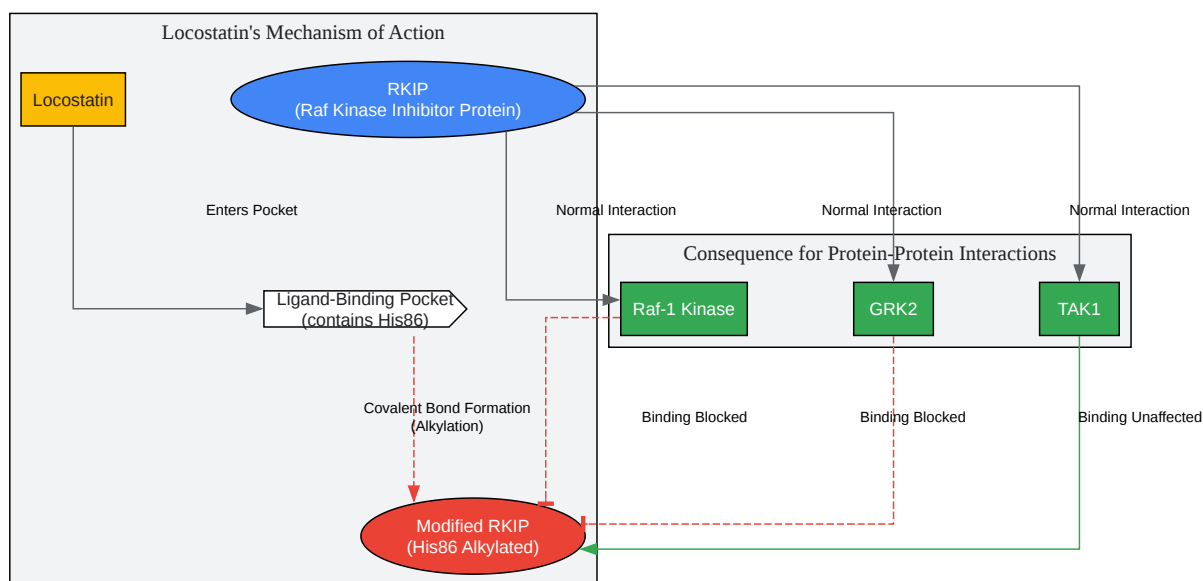 Locostatin's Mechanism of Action
Locostatin
RKIP
(Raf Kinase Inhibitor Protein)
Enters Pocket
Normal Interaction
Normal Interaction
Normal Interaction
Consequence for Protein-Protein Interactions
Ligand-Binding Pocket
(contains His86)
Raf-1 Kinase
GRK2
TAK1
Covalent Bond Formation
(Alkylation)
Binding Blocked
Binding Blocked
Binding Unaffected
Modified RKIP
(His86 Alkylated)